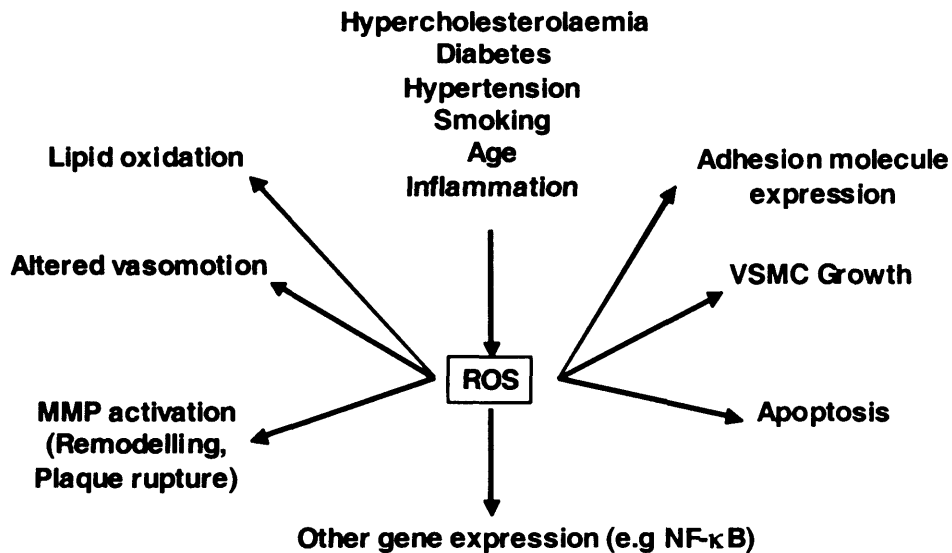 Hypercholesterolaemia
Diabetes
Hypertension
Smoking
Age
Inflammation
Lipid oxidation
Adhesion molecule
expression
Altered vasomotion
VSMC Growth
ROS
MMP activation
(Remodelling,
Plaque rupture)
Apoptosis
Other gene expression (e.g NF-κB)